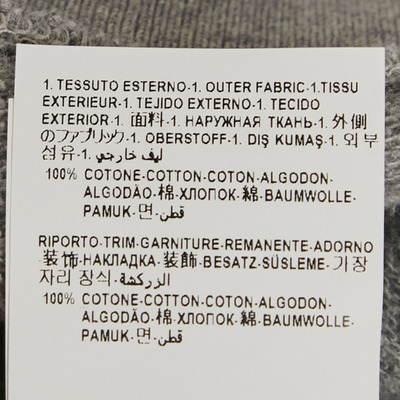 1. TESSUTO ESTERNO-1. OUTER FABRIC-1.TISSU
EXTERIEUR-1. TEJIDO EXTERNO-1. TECIDO
EXTERIOR-1. 面料-1. НАРУЖНАЯ ТКАНЬ-1. 外側
のファブリック-1. OBERSTOFF-1. DIŞ KUMAŞ-1. 외부
섬유-1. ليف خارجي
100% COTONE-COTTON-COTON-ALGODON-
ALGODÃO-棉-ХЛОПОК-綿-BAUMWOLLE-
PAMUK-면-قطن
RIPORTO-TRIM-GARNITURE-REMANENTE-ADORNO
-装饰-НАКЛАДКА-装飾-BESATZ-SÜSLEME-가장
자리 장식-الزركشة
100% COTONE-COTTON-COTON-ALGODON-
ALGODÃO-棉-ХЛОПОК-綿-BAUMWOLLE-
PAMUK-면-قطن